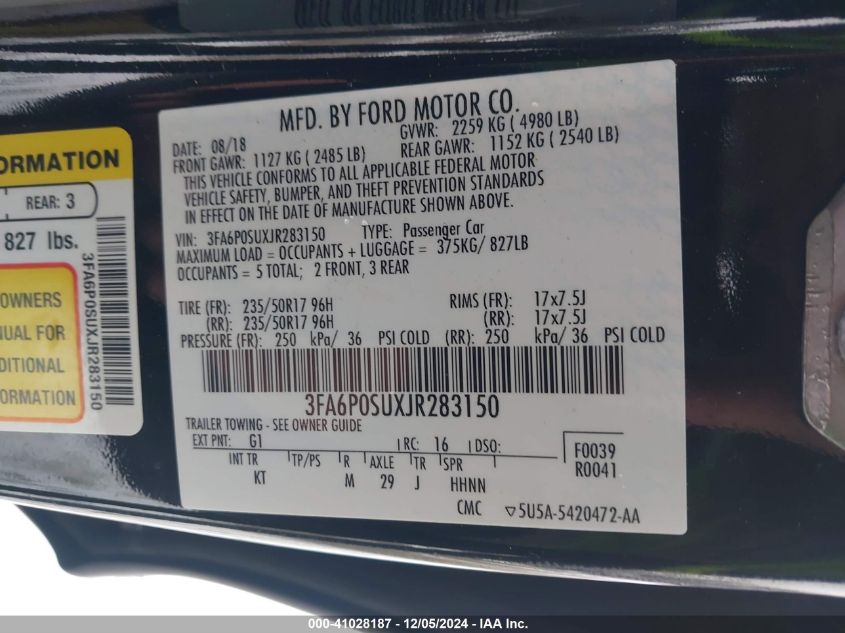 MFD. BY FORD MOTOR CO.
DATE: 08/18 GVWR: 2259 KG ( 4980 LB)
FRONT GAWR: 1127 KG ( 2485 LB) REAR GAWR: 1152 KG ( 2540 LB)
THIS VEHICLE CONFORMS TO ALL APPLICABLE FEDERAL MOTOR
VEHICLE SAFETY, BUMPER, AND THEFT PREVENTION STANDARDS
IN EFFECT ON THE DATE OF MANUFACTURE SHOWN ABOVE.
VIN: 3FA6P0SUXJR283150 TYPE: Passenger Car
MAXIMUM LOAD = OCCUPANTS + LUGGAGE = 375KG/ 827LB
OCCUPANTS = 5 TOTAL; 2 FRONT, 3 REAR
TIRE (FR): 235/50R17 96H RIMS (FR): 17x7.5J
(RR): 235/50R17 96H (RR): 17x7.5J
PRESSURE (FR): 250 kPa/ 36 PSI COLD (RR): 250 kPa/ 36 PSI COLD
3FA6P0SUXJR283150
TRAILER TOWING - SEE OWNER GUIDE
EXT PNT: G1 RC: 16 DSO: F0039
INT TR TP/PS R AXLE TR SPR R0041
KT M 29 J HHNN
CMC ▽5U5A-5420472-AA
ORMATION
REAR: 3
827 lbs.
OWNERS
NUAL FOR
DITIONAL
FORMATION
3FA6P0SUXJR283150
000-41028187 - 12/05/2024 - IAA Inc.